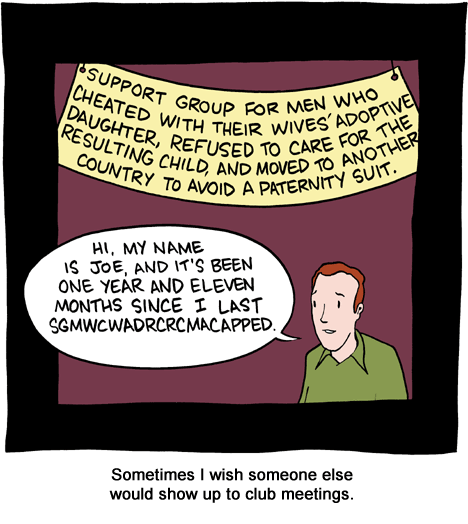 SUPPORT GROUP FOR MEN WHO
CHEATED WITH THEIR WIVES' ADOPTIVE
DAUGHTER, REFUSED TO CARE FOR THE
RESULTING CHILD, AND MOVED TO ANOTHER
COUNTRY TO AVOID A PATERNITY SUIT.
HI, MY NAME
IS JOE, AND IT'S BEEN
ONE YEAR AND ELEVEN
MONTHS SINCE I LAST
SGMWCWADRCRCMACAPPED.
Sometimes I wish someone else
would show up to club meetings.